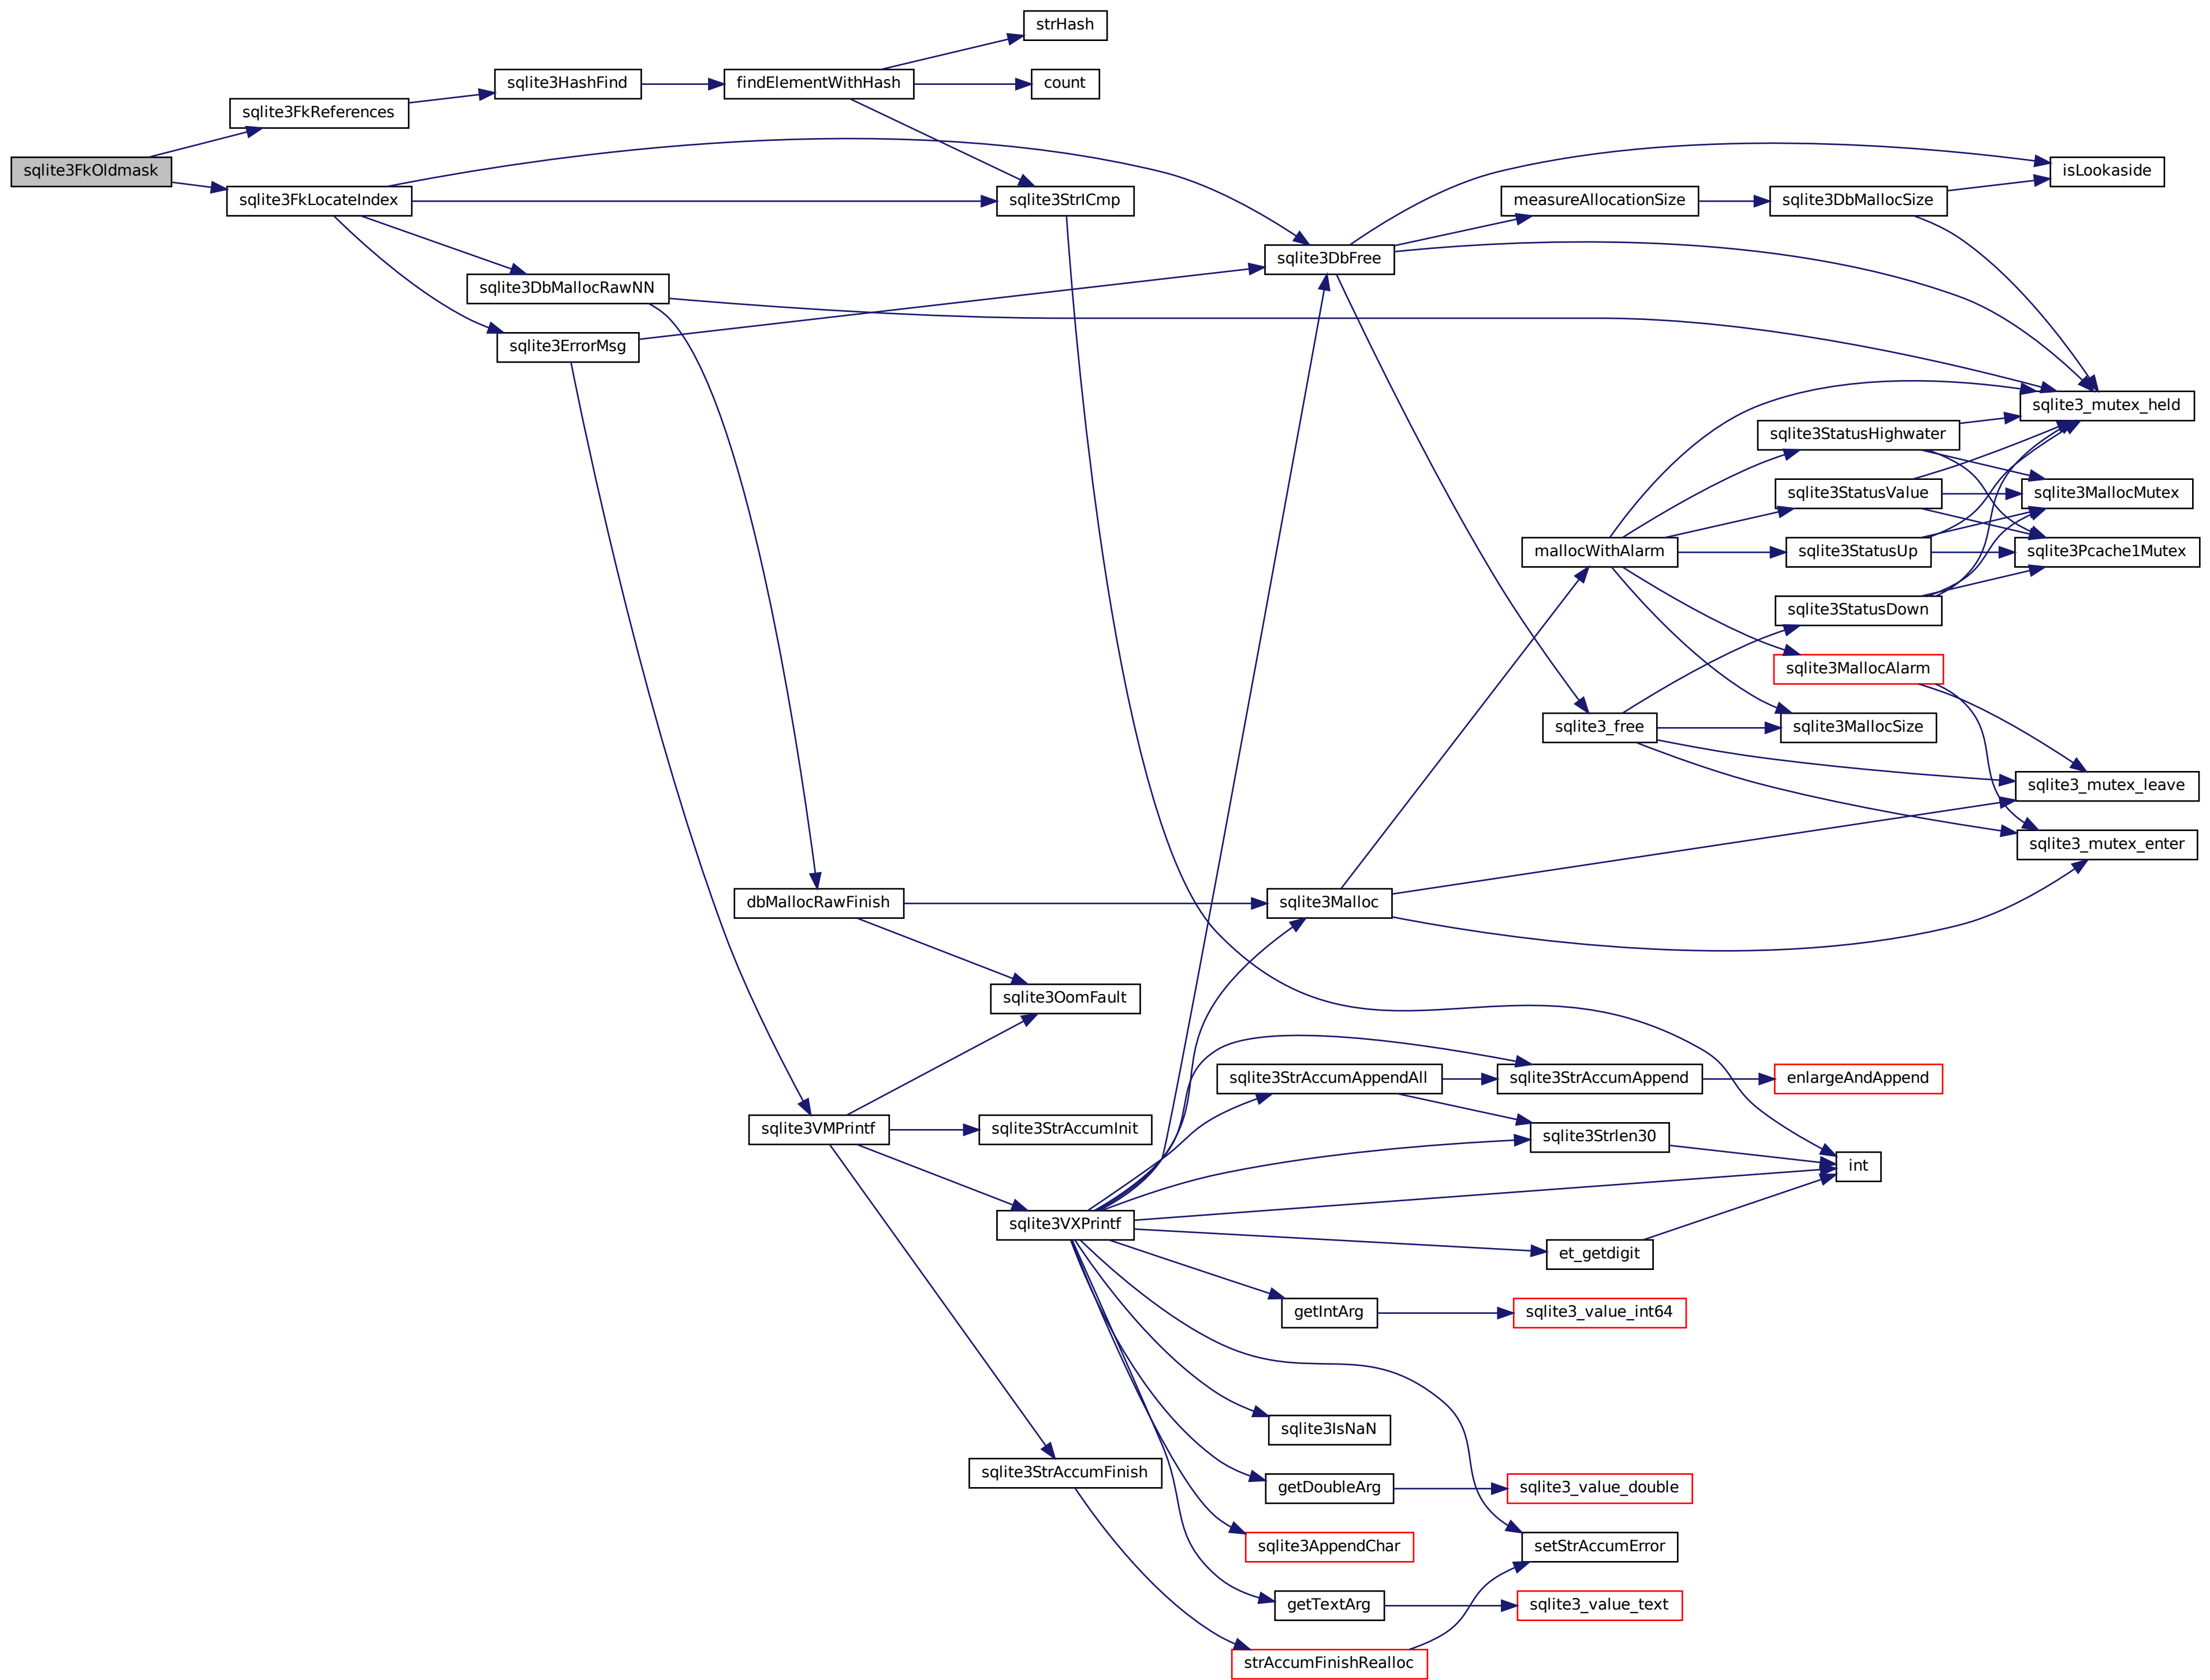 strHash
sqlite3HashFind
findElementWithHash
count
sqlite3FkReferences
sqlite3FkOldmask
isLookaside
sqlite3FkLocateIndex
sqlite3StrICmp
measureAllocationSize
sqlite3DbMallocSize
sqlite3DbFree
sqlite3DbMallocRawNN
sqlite3ErrorMsg
sqlite3_mutex_held
sqlite3StatusHighwater
sqlite3StatusValue
sqlite3MallocMutex
mallocWithAlarm
sqlite3StatusUp
sqlite3Pcache1Mutex
sqlite3StatusDown
sqlite3MallocAlarm
sqlite3_free
sqlite3MallocSize
sqlite3_mutex_leave
sqlite3_mutex_enter
dbMallocRawFinish
sqlite3Malloc
sqlite3OomFault
sqlite3StrAccumAppendAll
sqlite3StrAccumAppend
enlargeAndAppend
sqlite3VMPrintf
sqlite3StrAccumInit
sqlite3Strlen30
int
sqlite3VXPrintf
et_getdigit
getIntArg
sqlite3_value_int64
sqlite3IsNaN
sqlite3StrAccumFinish
getDoubleArg
sqlite3_value_double
sqlite3AppendChar
setStrAccumError
getTextArg
sqlite3_value_text
strAccumFinishRealloc